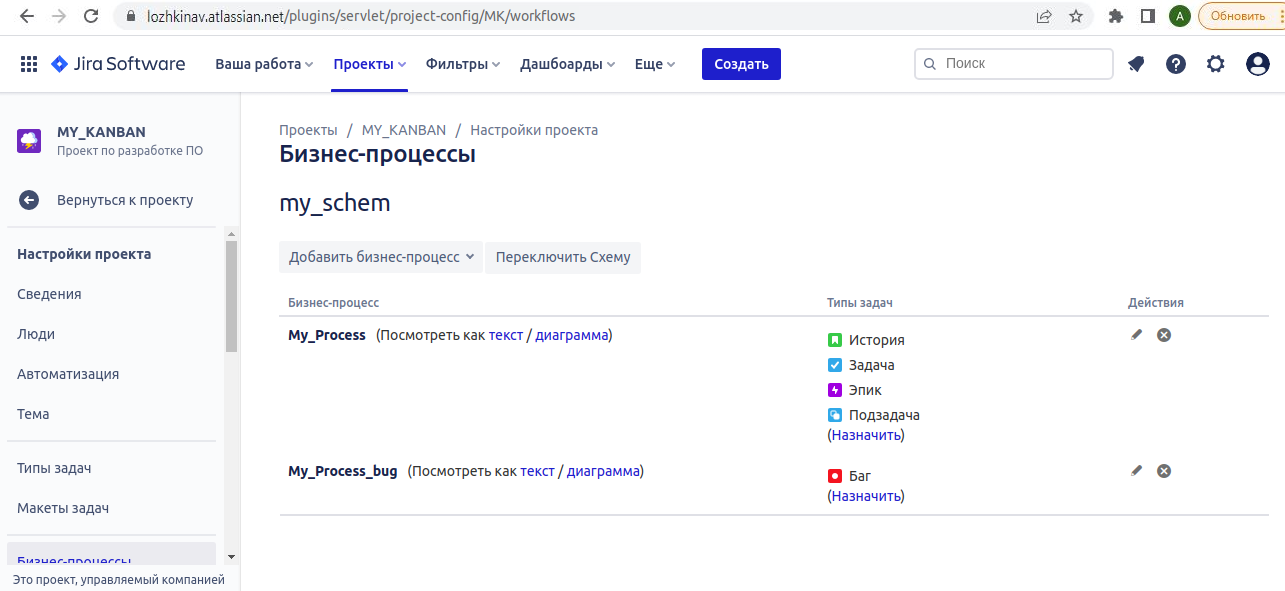 lozhkinav.atlassian.net/plugins/servlet/project-config/MK/workflows
A
Обновить
Jira Software
Ваша работа
Проекты
Фильтры
Дашбоарды
Еще
Создать
Поиск
MY_KANBAN
Проект по разработке ПО
Вернуться к проекту
Настройки проекта
Сведения
Люди
Автоматизация
Тема
Типы задач
Макеты задач
Бизнес-процессы
Это проект, управляемый компанией
Проекты / MY_KANBAN / Настройки проекта
Бизнес-процессы
my_schem
Добавить бизнес-процесс
Переключить Схему
Бизнес-процесс Типы задач Действия
My_Process (Посмотреть как текст / диаграмма)
История
Задача
Эпик
Подзадача
(Назначить)
My_Process_bug (Посмотреть как текст / диаграмма)
Баг
(Назначить)